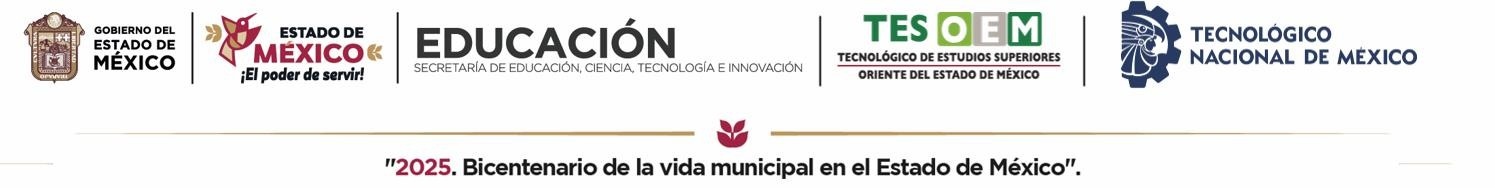 GOBIERNO DEL
ESTADO DE
MÉXICO
ESTADO DE
MÉXICO
¡El poder de servir!
EDUCACIÓN
SECRETARÍA DE EDUCACIÓN, CIENCIA, TECNOLOGÍA E INNOVACIÓN
TES OEM
TECNOLÓGICO DE ESTUDIOS SUPERIORES
ORIENTE DEL ESTADO DE MÉXICO
TECNOLÓGICO
NACIONAL DE MÉXICO
"2025. Bicentenario de la vida municipal en el Estado de México".